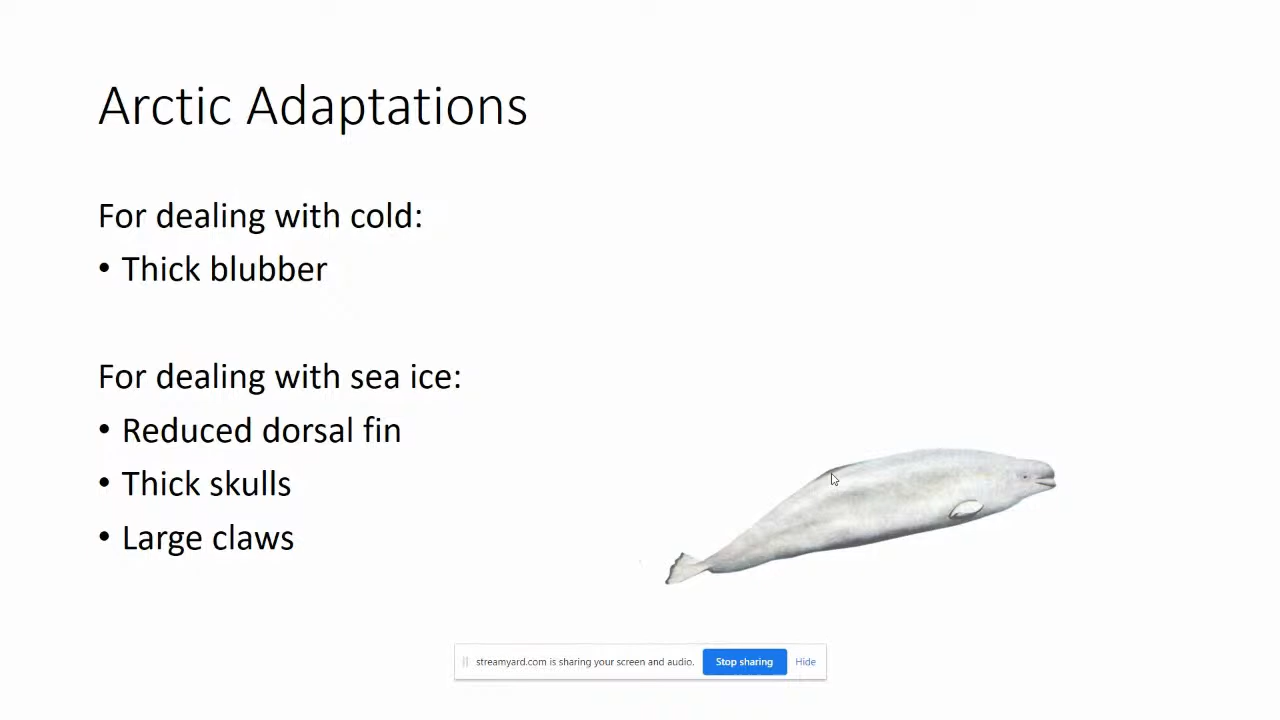 Arctic Adaptations
For dealing with cold:
• Thick blubber
For dealing with sea ice:
• Reduced dorsal fin
• Thick skulls
• Large claws
streamyard.com is sharing your screen and audio. Stop sharing Hide